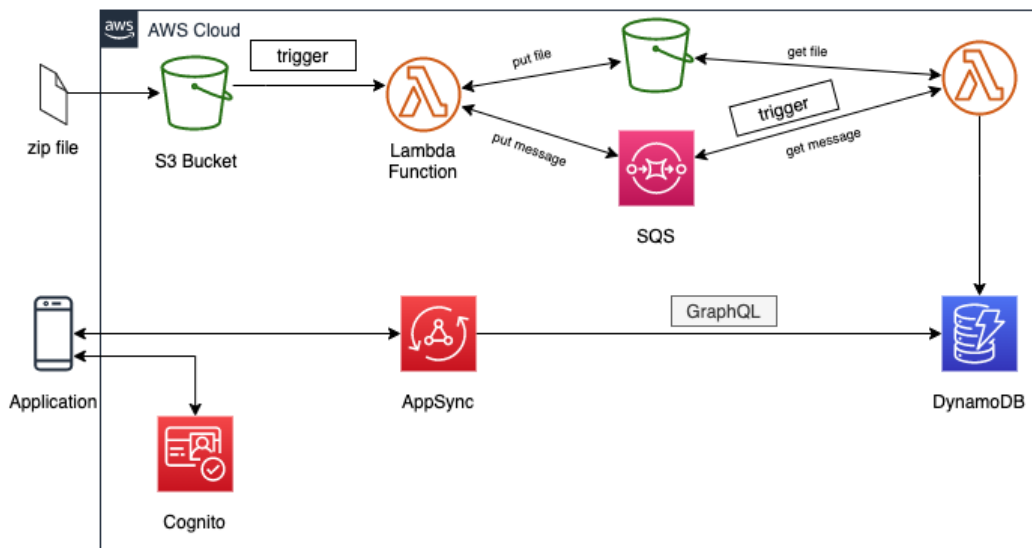 aws
AWS Cloud
trigger
put file
get file
zip file
S3 Bucket
Lambda
Function
put message
trigger
get message
SQS
GraphQL
Application
AppSync
DynamoDB
Cognito